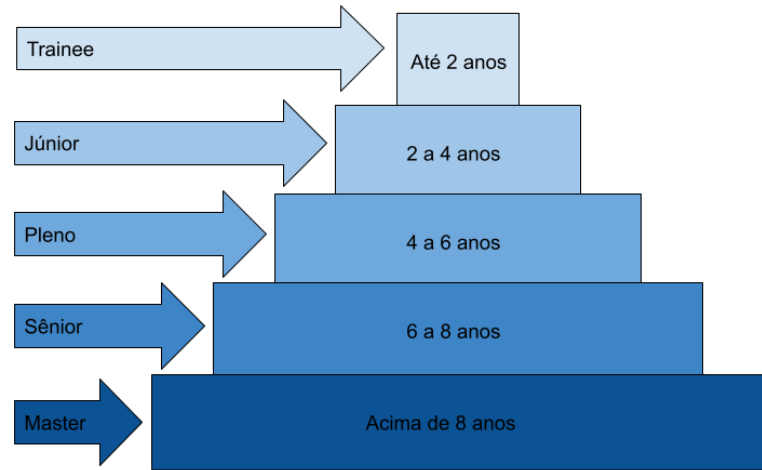 Trainee
Até 2 anos
Júnior
2 a 4 anos
Pleno
4 a 6 anos
Sênior
6 a 8 anos
Master
Acima de 8 anos